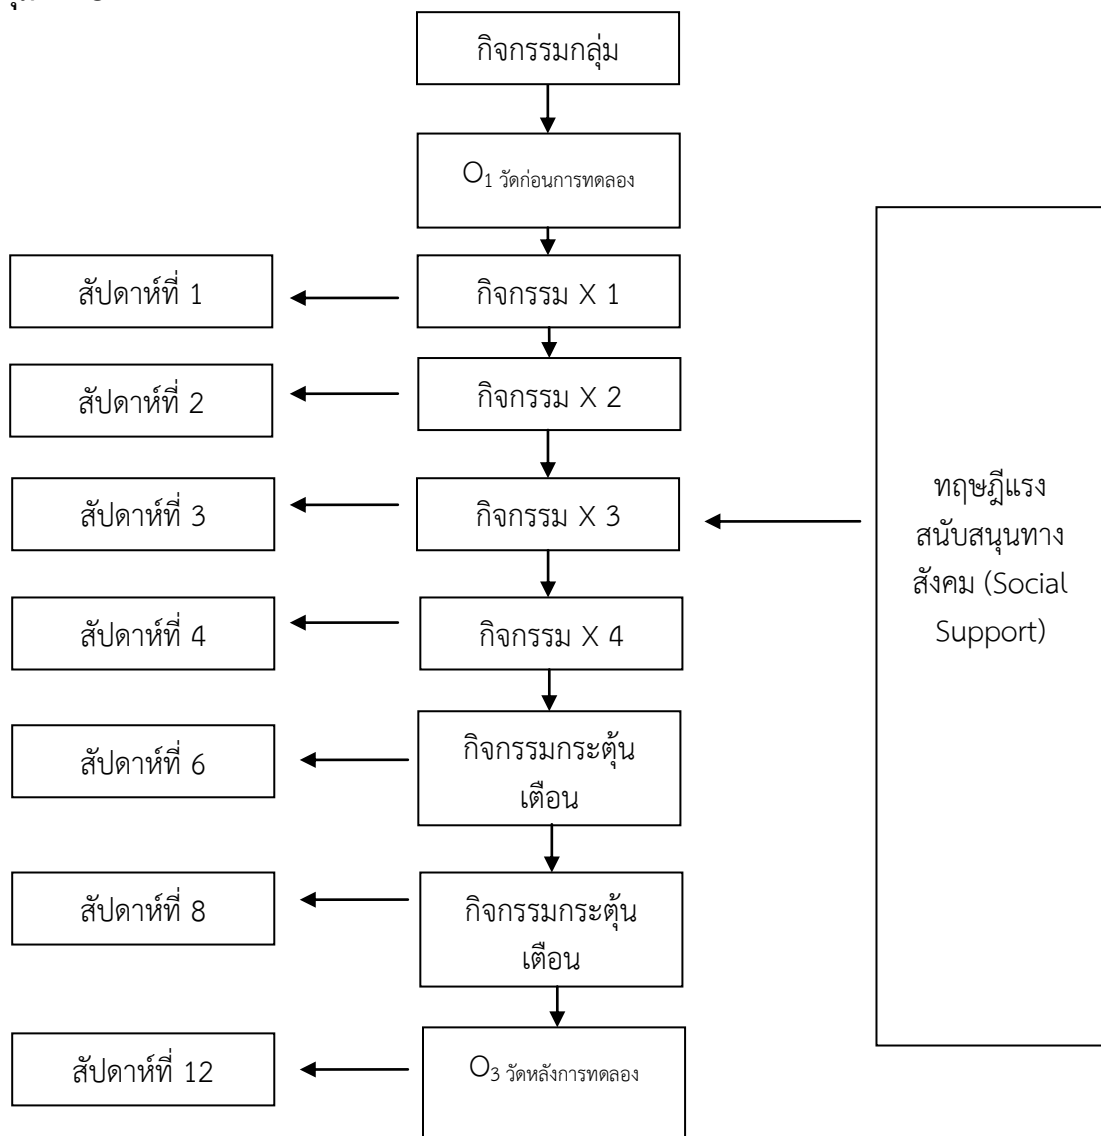 กิจกรรมกลุ่ม
O1 วัดก่อนการทดลอง
สัปดาห์ที่ 1
กิจกรรม X 1
สัปดาห์ที่ 2
กิจกรรม X 2
สัปดาห์ที่ 3
กิจกรรม X 3
ทฤษฎีแรง
สนับสนุนทาง
สังคม (Social
Support)
สัปดาห์ที่ 4
กิจกรรม X 4
สัปดาห์ที่ 6
กิจกรรมกระตุ้น
เตือน
สัปดาห์ที่ 8
กิจกรรมกระตุ้น
เตือน
สัปดาห์ที่ 12
O3 วัดหลังการทดลอง